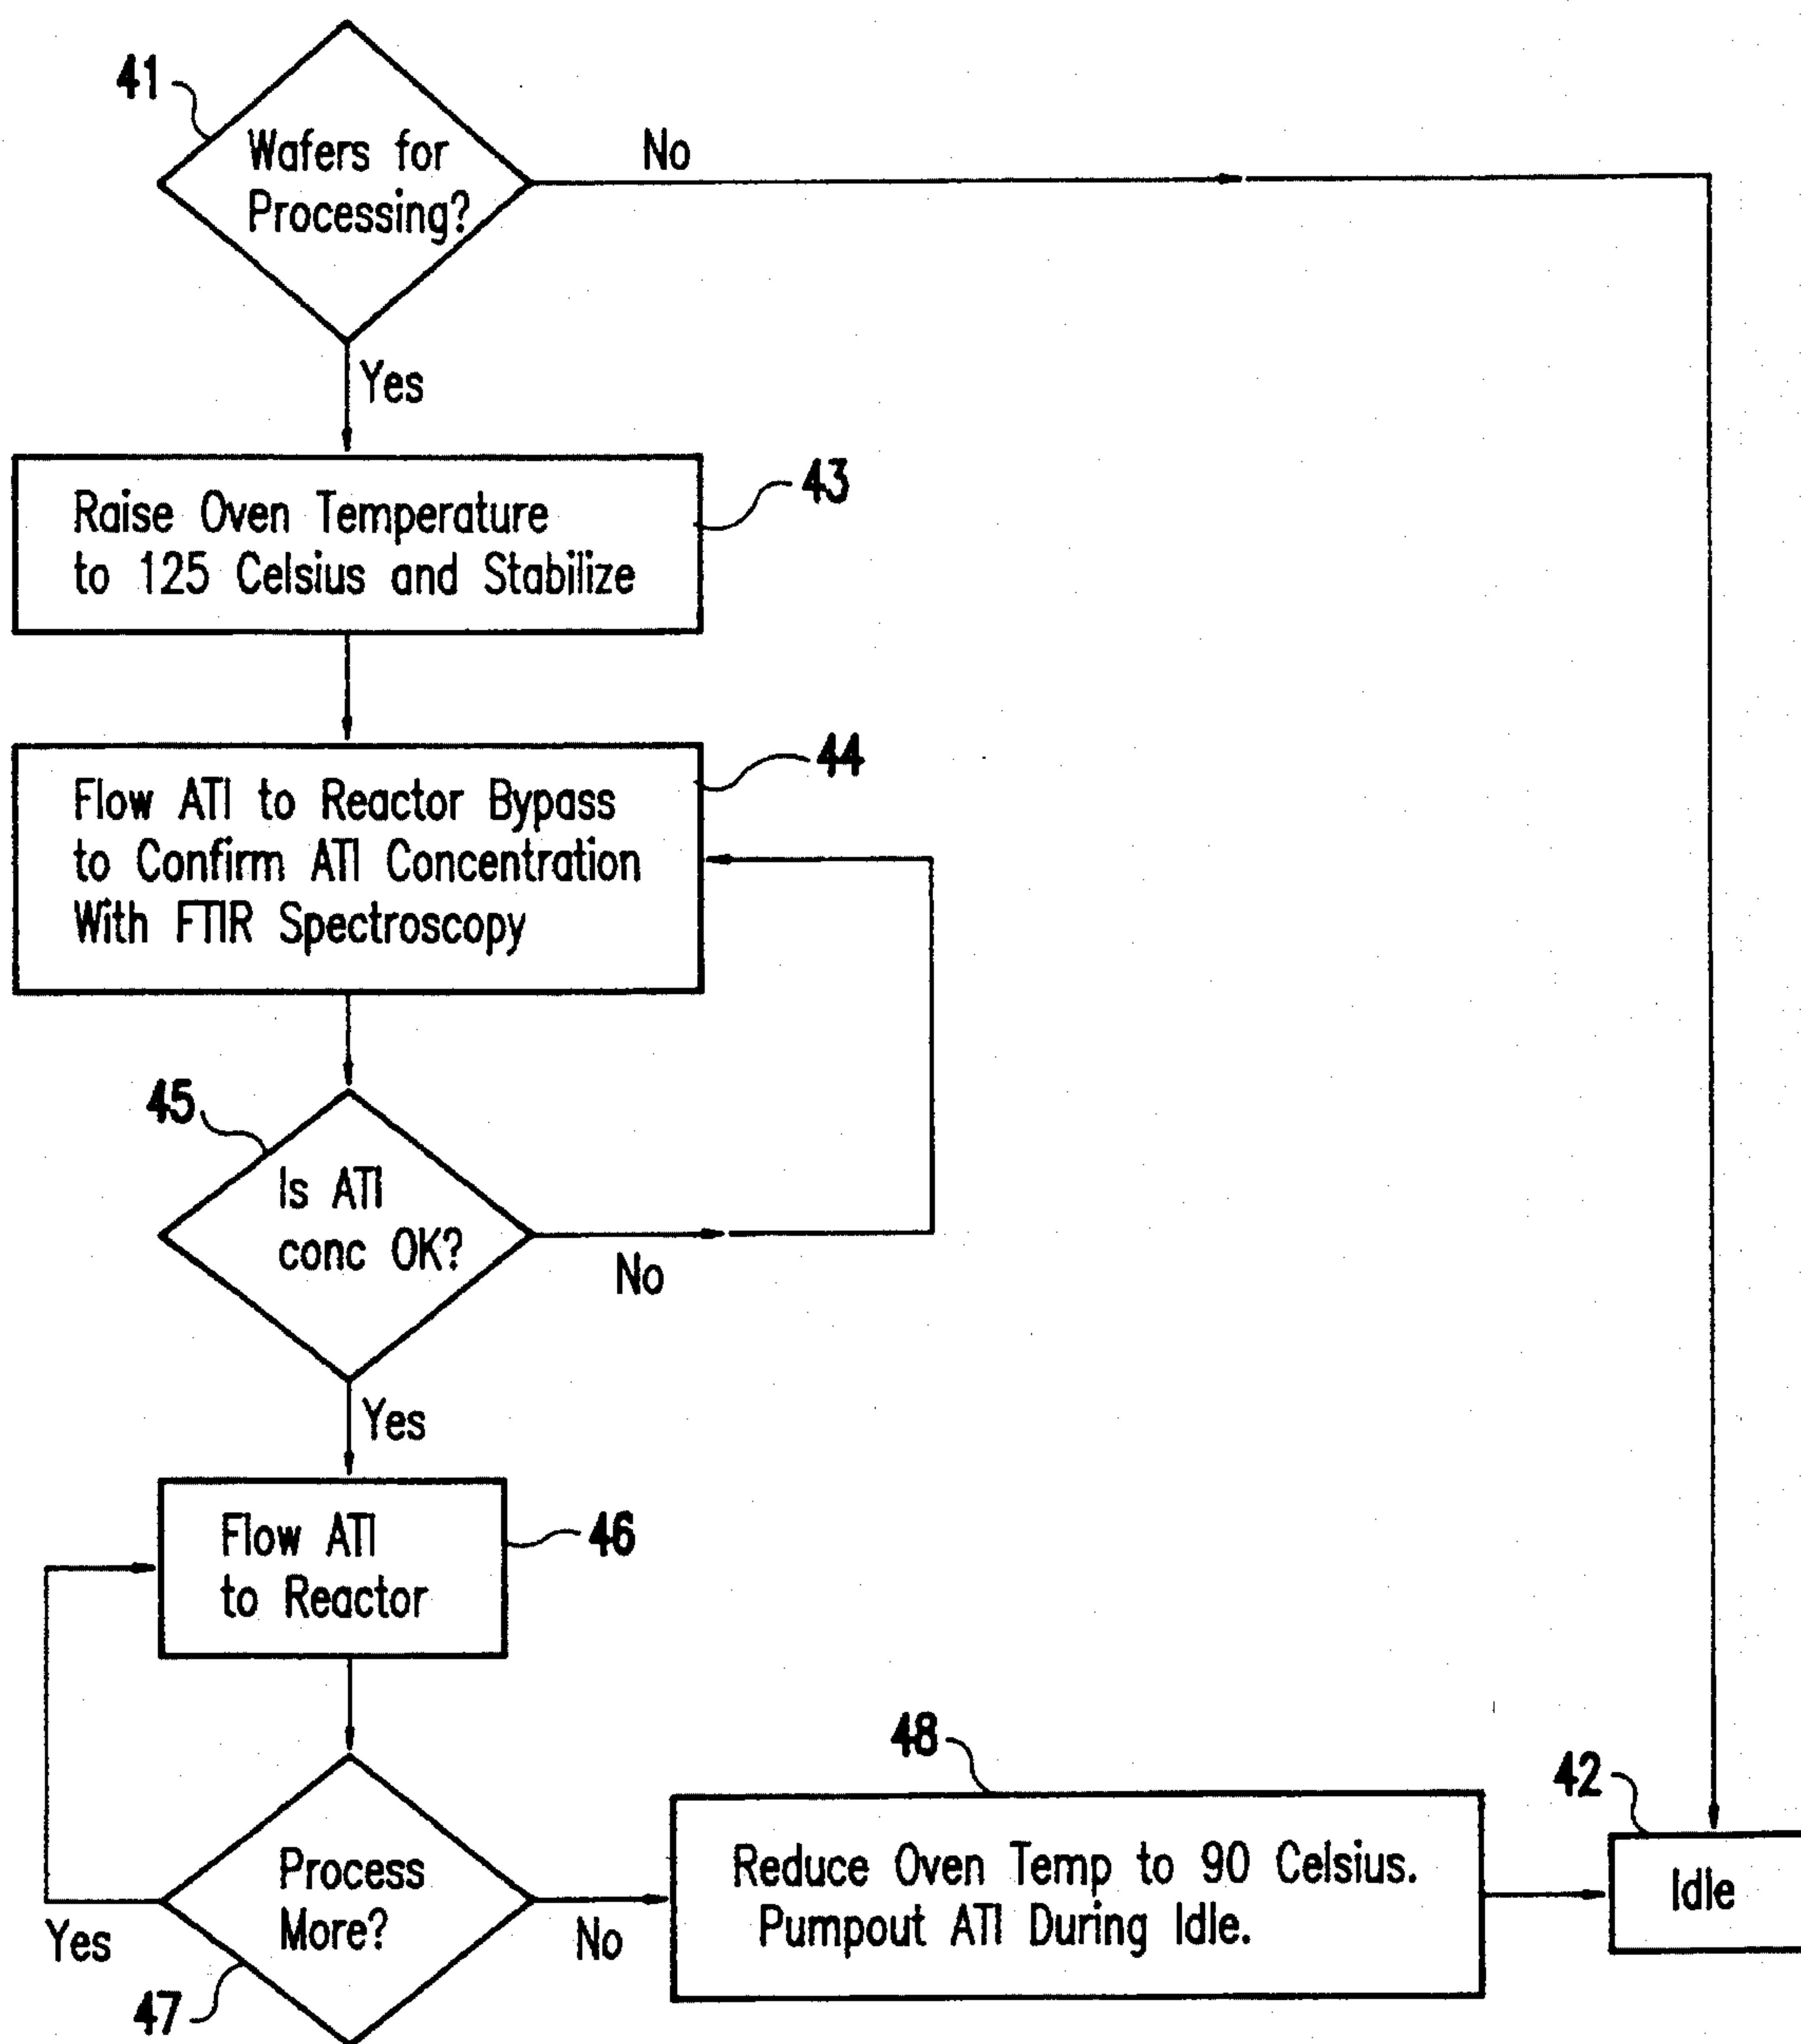 41
Wafers for
Processing?
No
Yes
43
Raise Oven Temperature
to 125 Celsius and Stabilize
44
Flow ATI to Reactor Bypass
to Confirm ATI Concentration
With FTIR Spectroscopy
45
Is ATI
conc OK?
No
Yes
46
Flow ATI
to Reactor
47
Process
More?
Yes
No
48
Reduce Oven Temp to 90 Celsius.
Pumpout ATI During Idle.
42
Idle